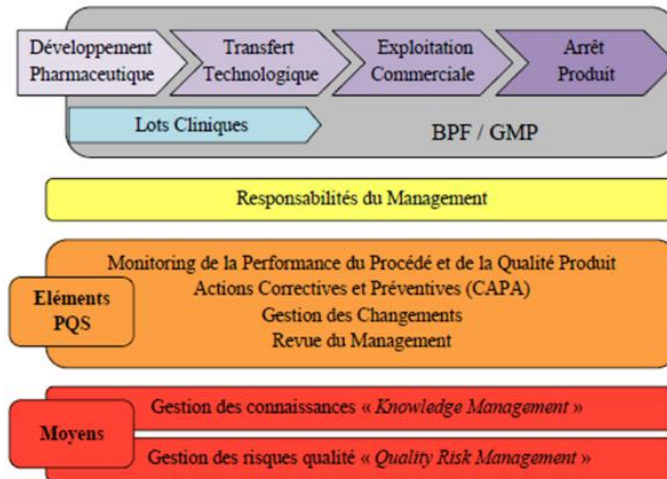 Développement
Pharmaceutique
Transfert
Technologique
Exploitation
Commerciale
Arrêt
Produit
Lots Cliniques
BPF / GMP
Responsabilités du Management
Monitoring de la Performance du Procédé et de la Qualité Produit
Actions Correctives et Préventives (CAPA)
Gestion des Changements
Revue du Management
Eléments
PQS
Gestion des connaissances « Knowledge Management »
Moyens
Gestion des risques qualité « Quality Risk Management »